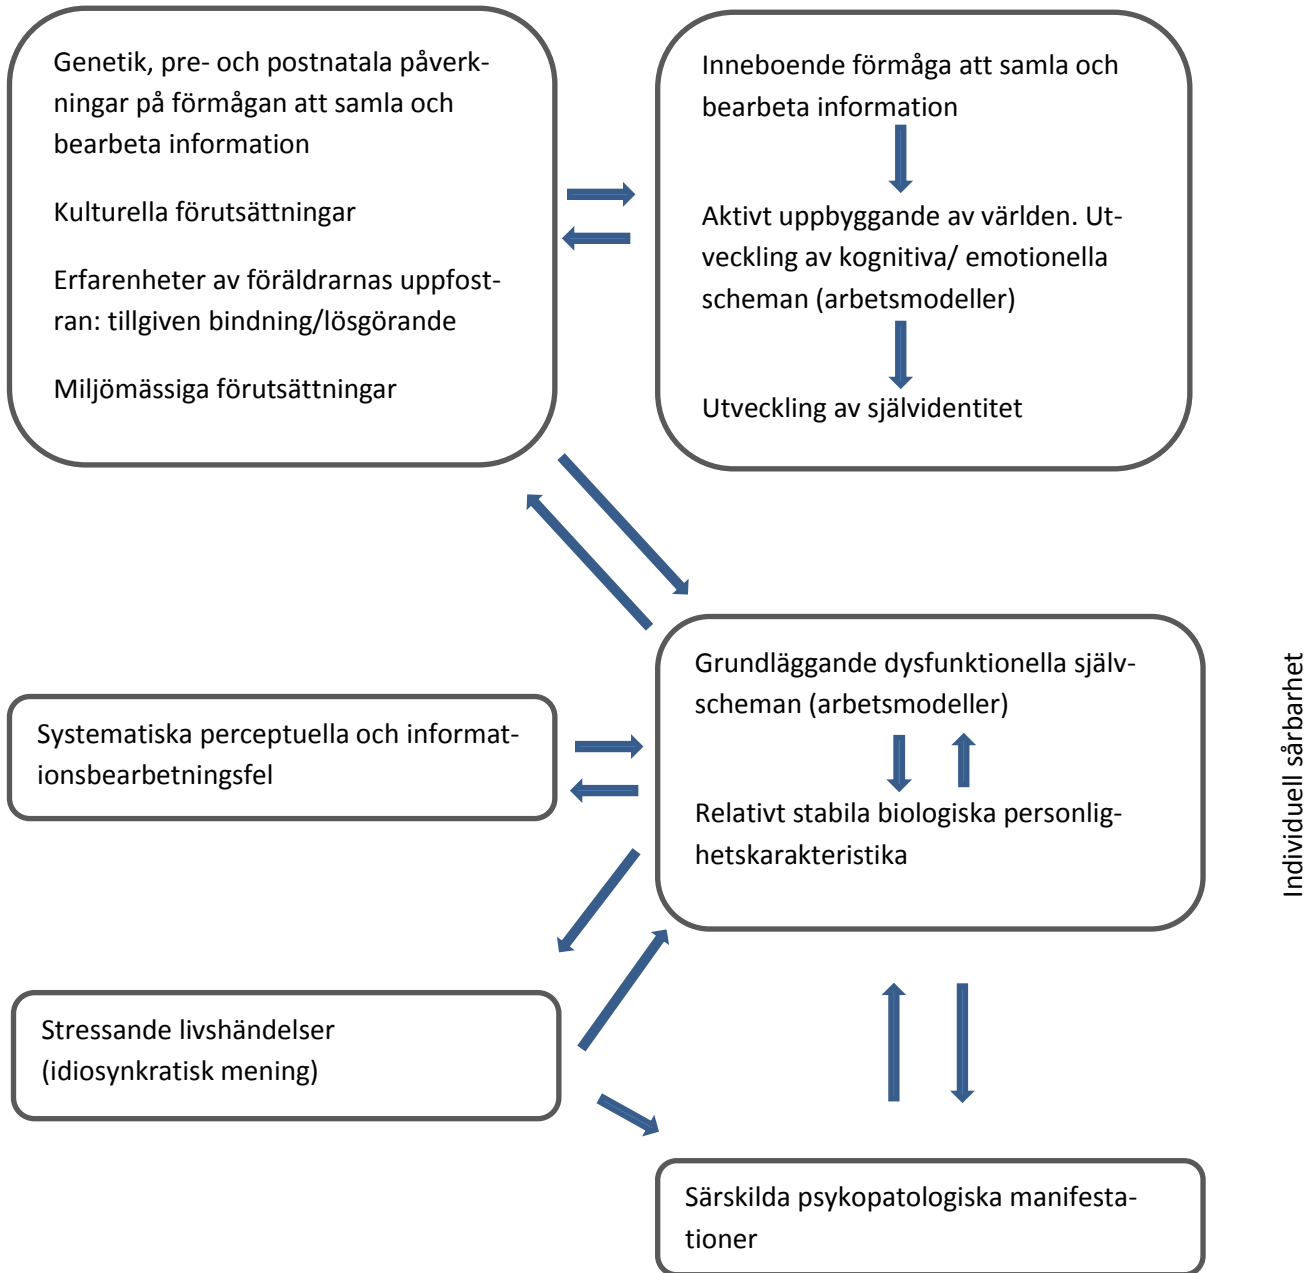 Genetik, pre- och postnatala påverk-
ningar på förmågan att samla och
bearbeta information
Kulturella förutsättningar
Erfarenheter av föräldrarnas uppfost-
ran: tillgiven bindning/lösgörande
Miljömässiga förutsättningar
Inneboende förmåga att samla och
bearbeta information
Aktivt uppbyggande av världen. Ut-
veckling av kognitiva/ emotionella
scheman (arbetsmodeller)
Utveckling av självidentitet
Grundläggande dysfunktionella själv-
scheman (arbetsmodeller)
Relativt stabila biologiska personlig-
hetskarakteristika
Individuell sårbarhet
Systematiska perceptuella och informat-
ionsbearbetningsfel
Stressande livshändelser
(idiosynkratisk mening)
Särskilda psykopatologiska manifesta-
tioner